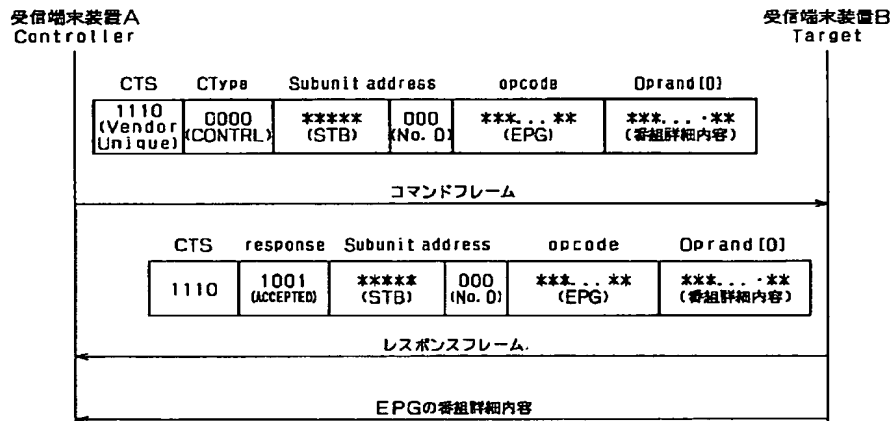 受信端末装置A
Controller
受信端末装置B
Target
CTS CType Subunit address opcode Oprand[0]
1110
(Vendor
Unique)
0000
(CONTRL)
*****
(STB)
000
(No. 0)
***...**
(EPG)
***...·**
(番組詳細内容)
コマンドフレーム
CTS response Subunit address opcode Oprand[0]
1110
1001
(ACCEPTED)
*****
(STB)
000
(No. 0)
***...**
(EPG)
***...·**
(番組詳細内容)
レスポンスフレーム.
EPGの番組詳細内容